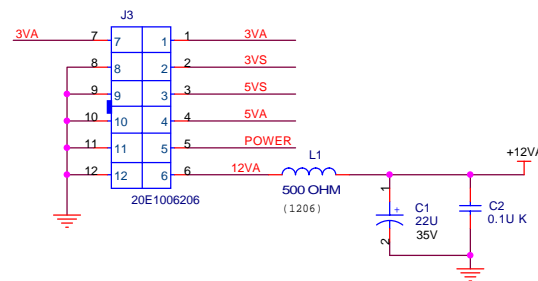 J3
3VA 7 7 1 1 3VA
8 8 2 2 3VS
9 9 3 3 5VS
10 10 4 4 5VA
11 11 5 5 POWER
12 12 6 6 12VA
20E1006206
L1
500 OHM
(1206)
+12VA
1
2
C1
+
22U
35V
C2
0.1U K